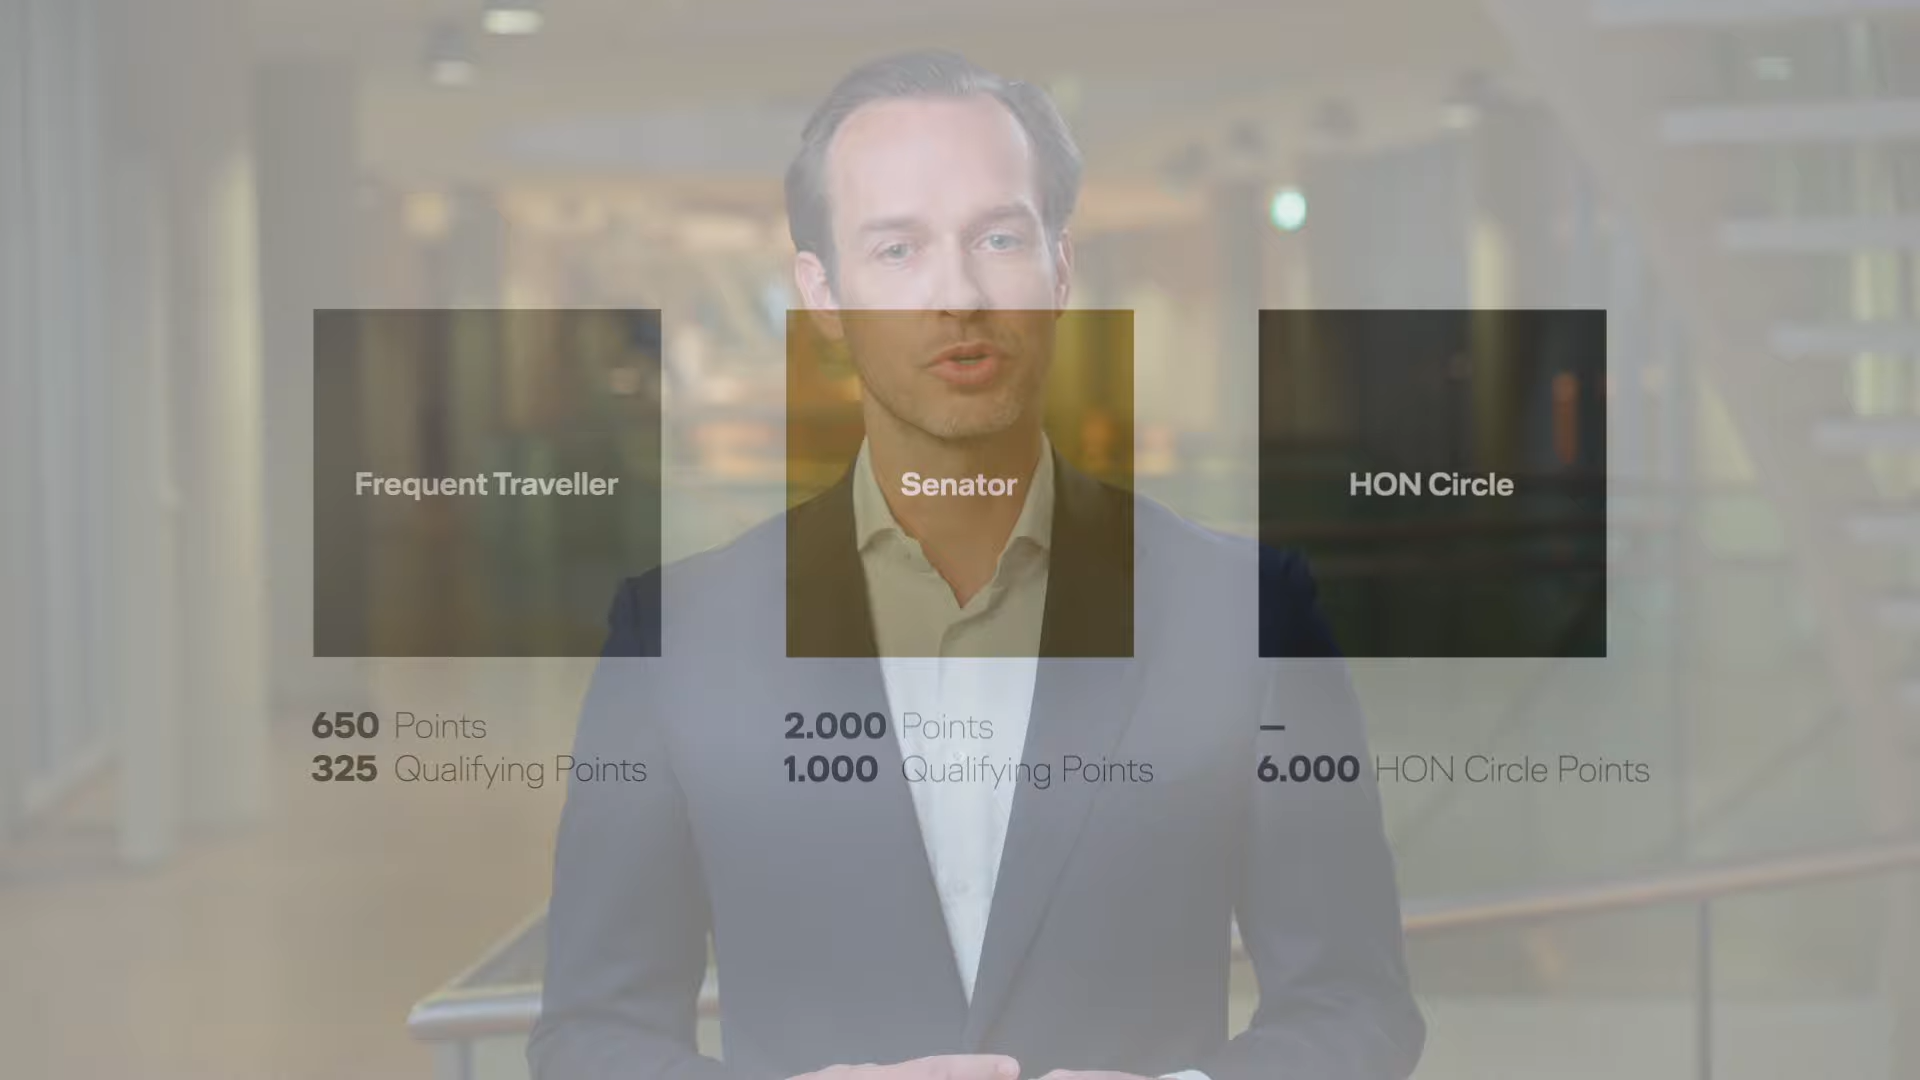 Frequent Traveller
650 Points
325 Qualifying Points
Senator
2.000 Points
1.000 Qualifying Points
HON Circle
–
6.000 HON Circle Points